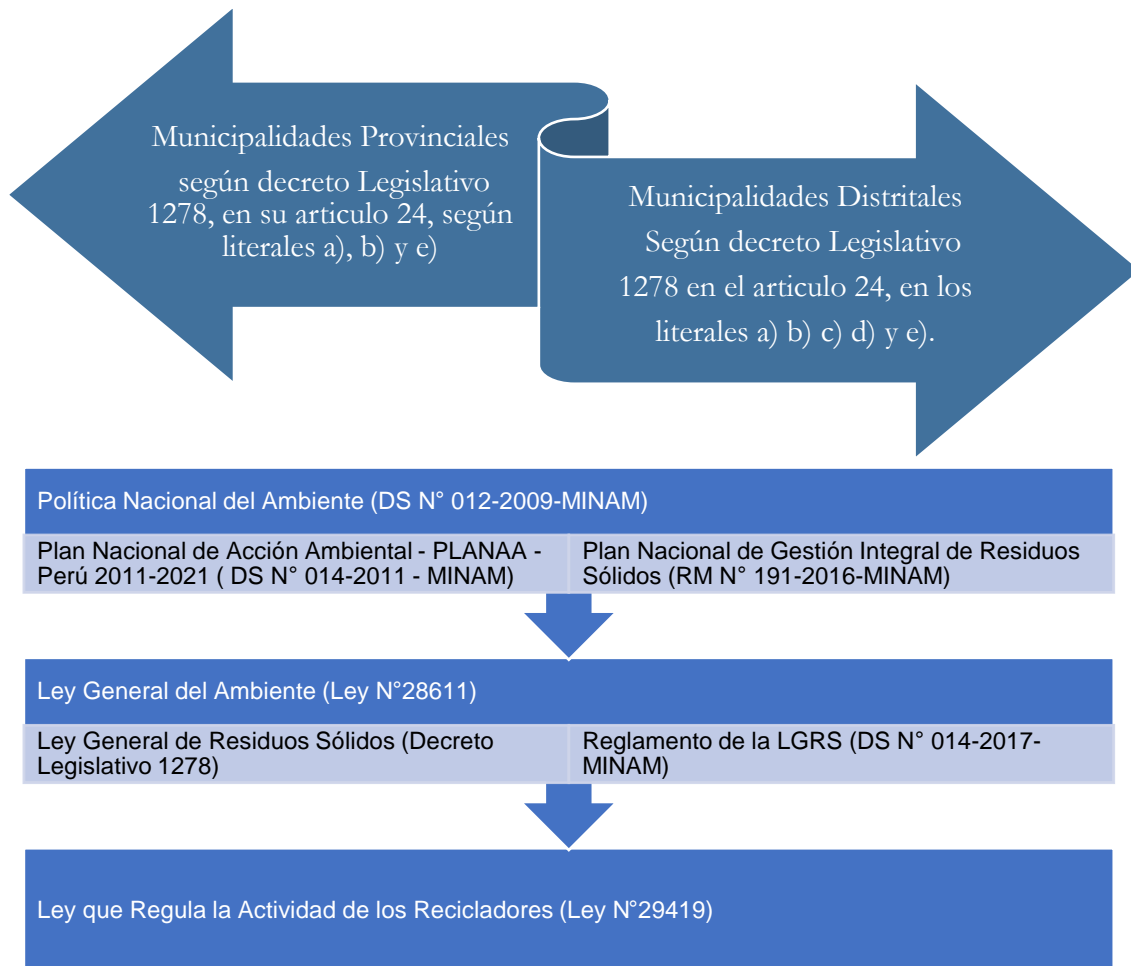 Municipalidades Provinciales
según decreto Legislativo
1278, en su articulo 24, según
literales a), b) y e)
Municipalidades Distritales
Según decreto Legislativo
1278 en el articulo 24, en los
literales a) b) c) d) y e).
Política Nacional del Ambiente (DS N° 012-2009-MINAM)
Plan Nacional de Acción Ambiental - PLANAA -
Perú 2011-2021 ( DS N° 014-2011 - MINAM)
Plan Nacional de Gestión Integral de Residuos
Sólidos (RM N° 191-2016-MINAM)
Ley General del Ambiente (Ley N°28611)
Ley General de Residuos Sólidos (Decreto
Legislativo 1278)
Reglamento de la LGRS (DS N° 014-2017-
MINAM)
Ley que Regula la Actividad de los Recicladores (Ley N°29419)